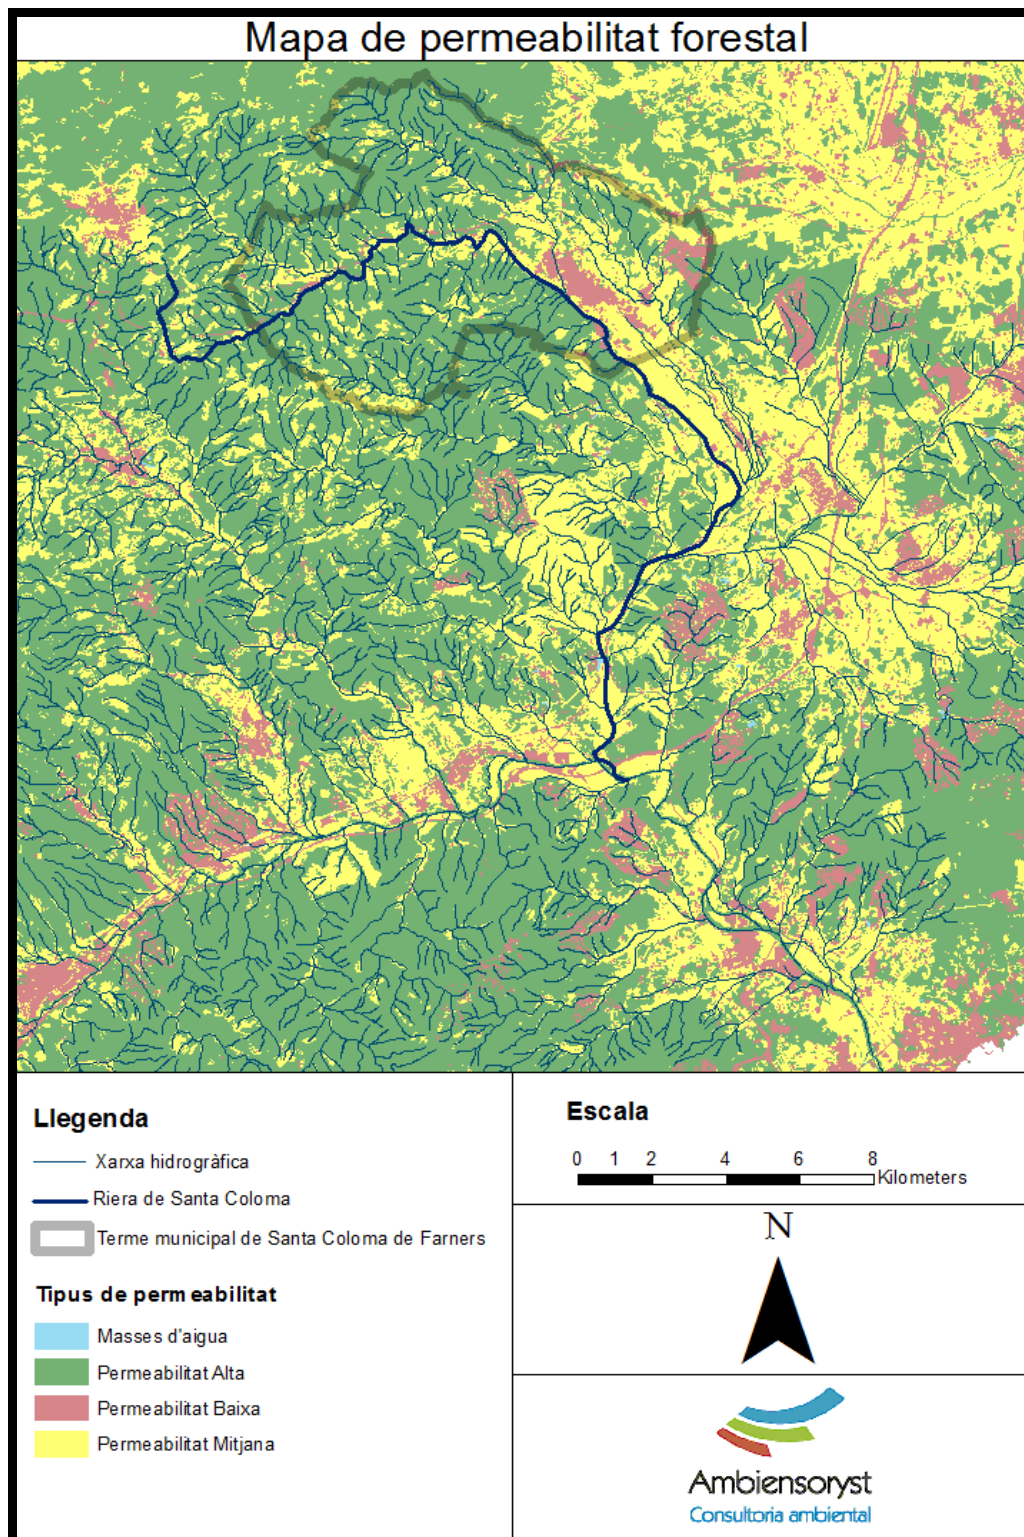 Mapa de permeabilitat forestal
Llegenda
Xarxa hidrogràfica
Riera de Santa Coloma
Terme municipal de Santa Coloma de Farners
Tipus de permeabilitat
Masses d'aigua
Permeabilitat Alta
Permeabilitat Baixa
Permeabilitat Mitjana
Escala
0 1 2 4 6 8
Kilometers
N
Ambiensoryst
Consultoria ambiental